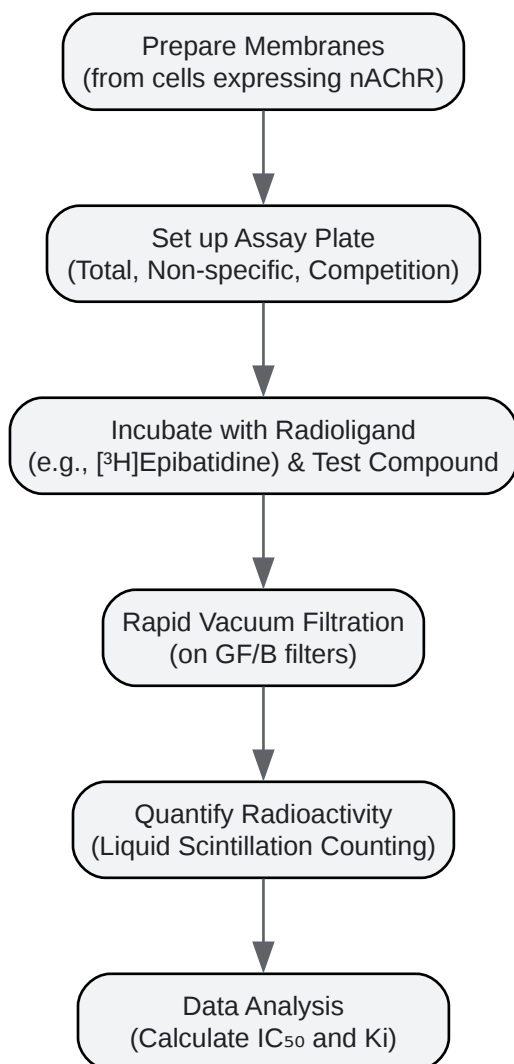 Prepare Membranes
(from cells expressing nAChR)
Set up Assay Plate
(Total, Non-specific, Competition)
Incubate with Radioligand
(e.g., [³H]Epibatidine) & Test Compound
Rapid Vacuum Filtration
(on GF/B filters)
Quantify Radioactivity
(Liquid Scintillation Counting)
Data Analysis
(Calculate IC₅₀ and Ki)